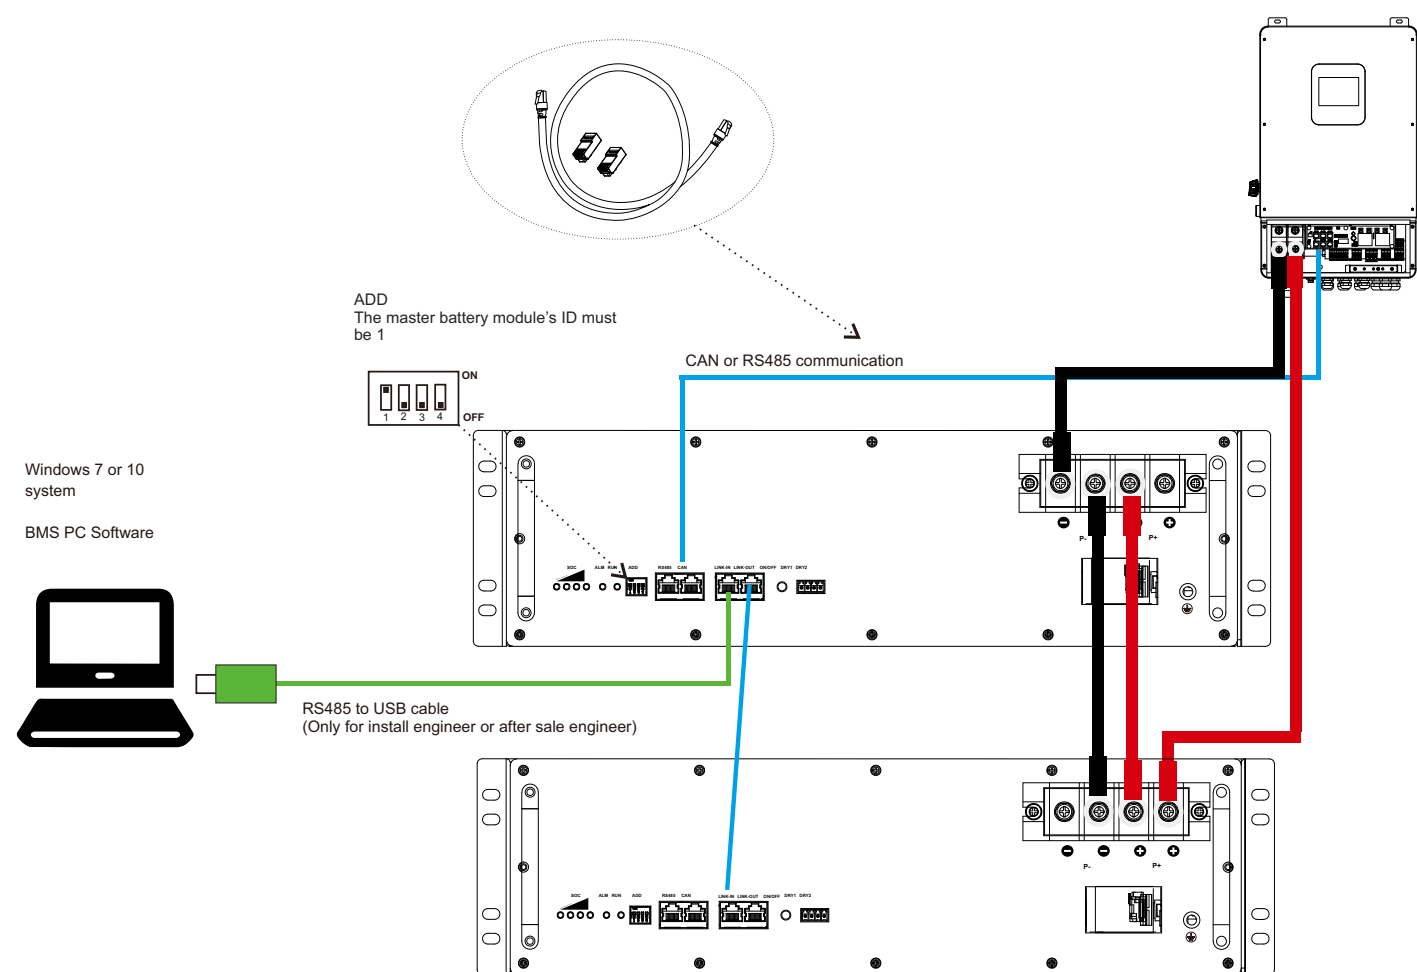 ADD
The master battery module's ID must
be 1
ON
1 2 3 4
OFF
CAN or RS485 communication
Windows 7 or 10
system
BMS PC Software
P- P+
SOC ALM RUN ADD RS485 CAN LINK-IN LINK-OUT ON/OFF DRY1 DRY2
RS485 to USB cable
(Only for install engineer or after sale engineer)
P- P+
SOC ALM RUN ADD RS485 CAN LINK-IN LINK-OUT ON/OFF DRY1 DRY2